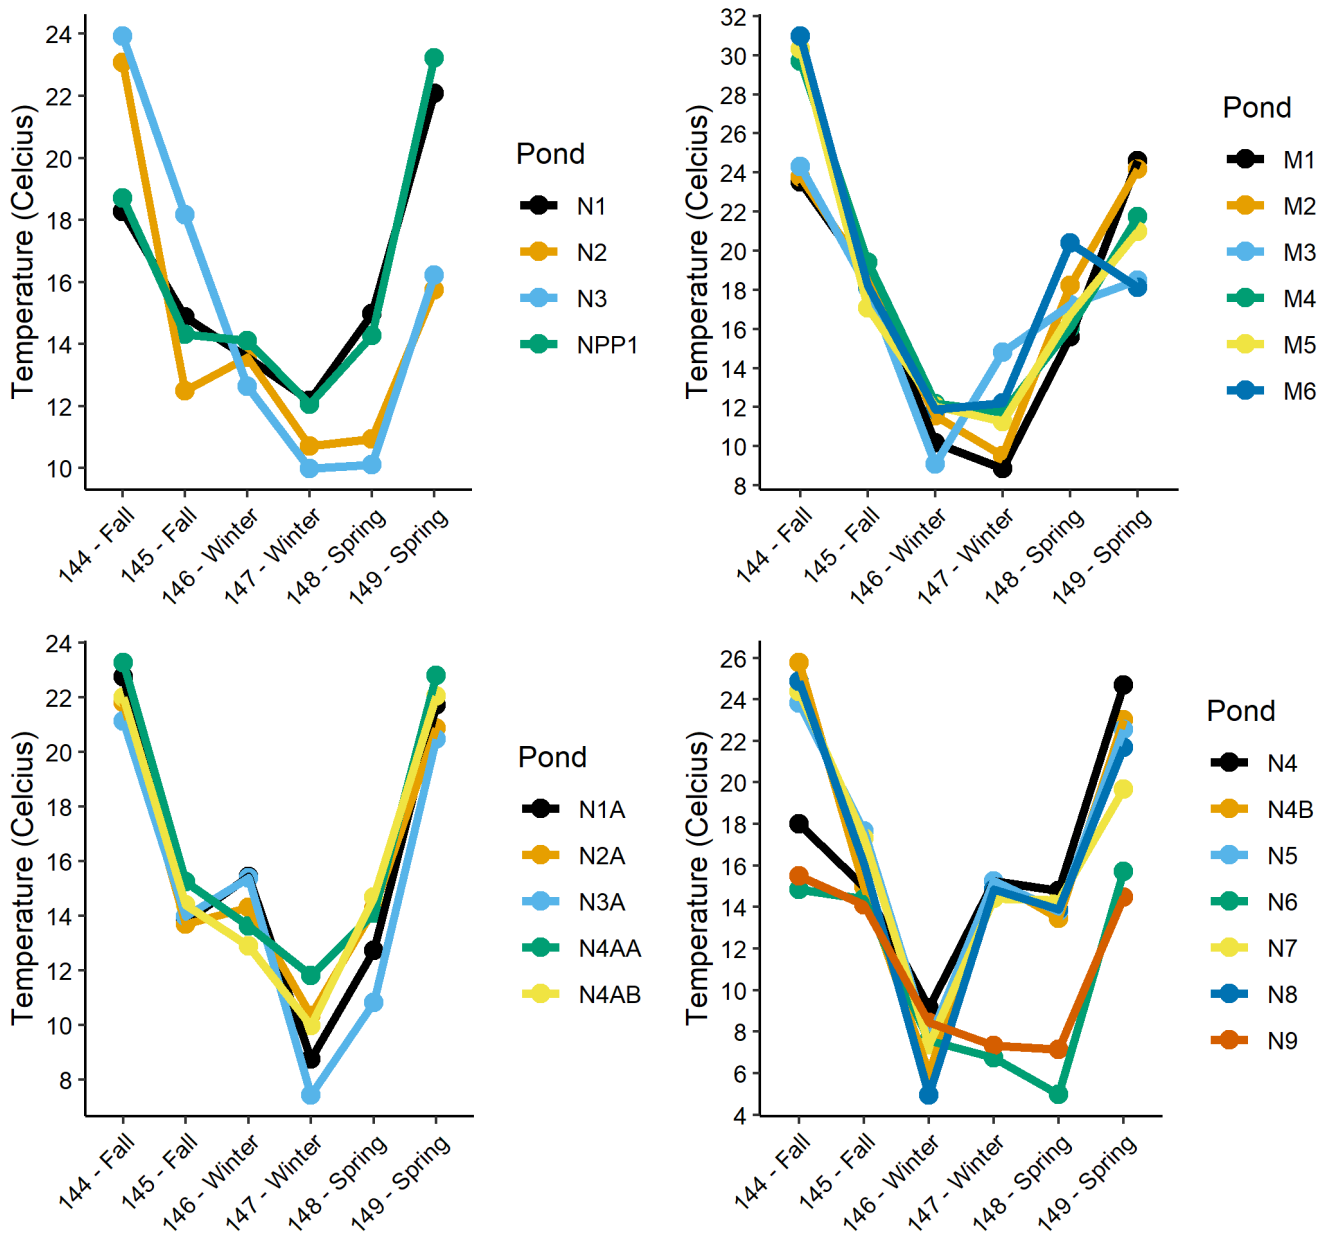 Temperature (Celcius)
24
22
20
18
16
14
12
10
144 - Fall
145 - Fall
146 - Winter
147 - Winter
148 - Spring
149 - Spring
Pond
N1
N2
N3
NPP1
Temperature (Celcius)
32
30
28
26
24
22
20
18
16
14
12
10
8
144 - Fall
145 - Fall
146 - Winter
147 - Winter
148 - Spring
149 - Spring
Pond
M1
M2
M3
M4
M5
M6
Temperature (Celcius)
24
22
20
18
16
14
12
10
8
144 - Fall
145 - Fall
146 - Winter
147 - Winter
148 - Spring
149 - Spring
Pond
N1A
N2A
N3A
N4AA
N4AB
Temperature (Celcius)
26
24
22
20
18
16
14
12
10
8
6
4
144 - Fall
145 - Fall
146 - Winter
147 - Winter
148 - Spring
149 - Spring
Pond
N4
N4B
N5
N6
N7
N8
N9